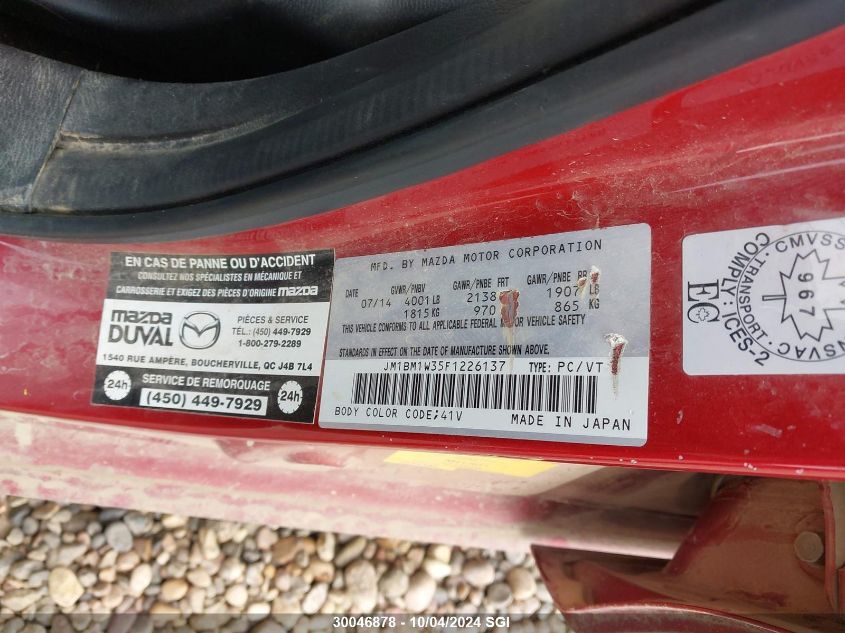 EN CAS DE PANNE OU D'ACCIDENT
CONSULTEZ NOS SPÉCIALISTES EN MÉCANIQUE ET
CARROSSERIE ET EXIGEZ DES PIÈCES D'ORIGINE mazda
mazda
DUVAL
PIÈCES & SERVICE
TÉL.: (450) 449-7929
1-800-279-2289
1540 RUE AMPÈRE, BOUCHERVILLE, QC J4B 7L4
24h
SERVICE DE REMORQUAGE
(450) 449-7929
24h
MFD. BY MAZDA MOTOR CORPORATION
DATE GVWR/PNBV GAWR/PNBE FRT GAWR/PNBE RR
07/14 4001 LB 2138 1907 LB
1815 KG 970 865 KG
THIS VEHICLE CONFORMS TO ALL APPLICABLE FEDERAL MOTOR VEHICLE SAFETY
STANDARDS IN EFFECT ON THE DATE OF MANUFACTURE SHOWN ABOVE.
JM1BM1W35F1226137 TYPE: PC/VT
BODY COLOR CODE;41V MADE IN JAPAN
CMVSS
TRANSPORT
967
NSVAC
COMPLY: ICES-2
EC
30046878 - 10/04/2024 SGI